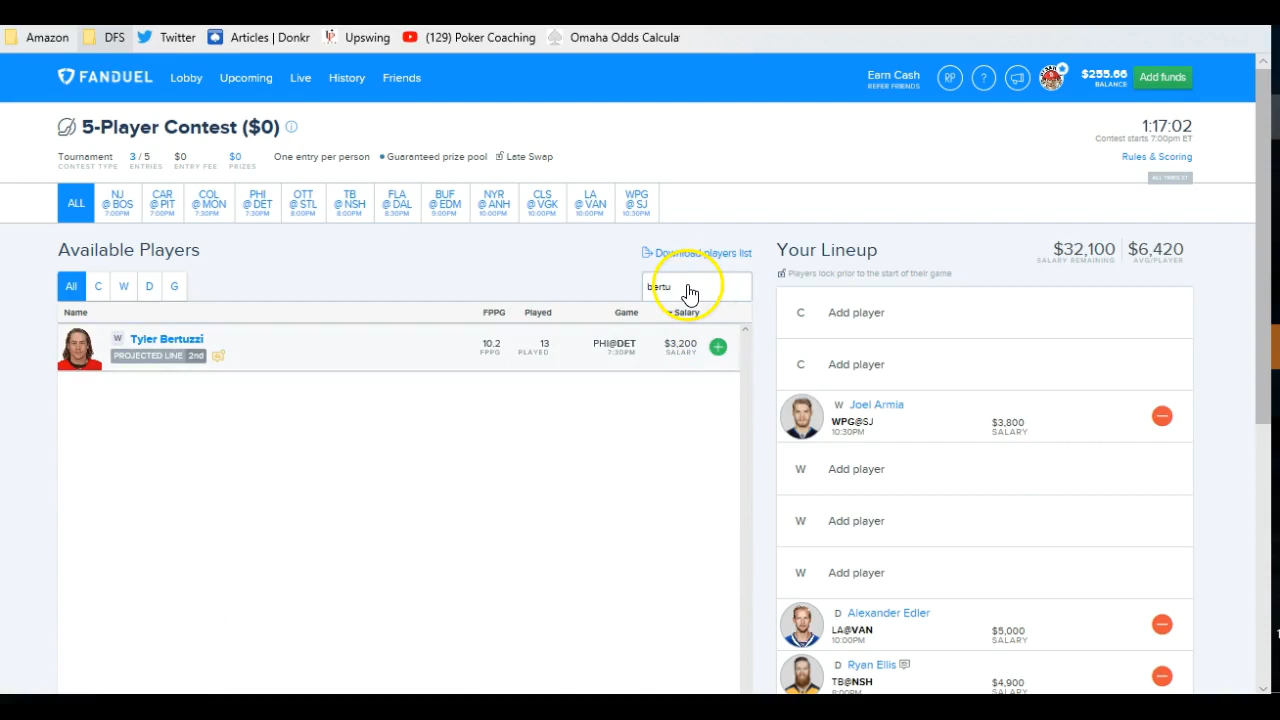 Amazon DFS Twitter Articles | Donkr Upswing (129) Poker Coaching Omaha Odds Calcula
FANDUEL Lobby Upcoming Live History Friends
Earn Cash
REFER FRIENDS
RP ?
$255.66
BALANCE
Add funds
5-Player Contest ($0)
1:17:02
Contest starts 7:00pm ET
Tournament 3 / 5 $0 $0 One entry per person Guaranteed prize pool Late Swap
CONTEST TYPE ENTRIES ENTRY FEE PRIZES
Rules & Scoring
ALL TIMES ET
ALL
NJ @ BOS 7:00PM
CAR @ PIT 7:00PM
COL @ MON 7:30PM
PHI @ DET 7:30PM
OTT @ STL 8:00PM
TB @ NSH 8:00PM
FLA @ DAL 8:30PM
BUF @ EDM 9:00PM
NYR @ ANH 10:00PM
CLS @ VGK 10:00PM
LA @ VAN 10:00PM
WPG @ SJ 10:30PM
Available Players
Download players list
All C W D G
bertu
Name FPPG Played Game Salary
W Tyler Bertuzzi
PROJECTED LINE 2nd
10.2 13 PHI@DET $3,200
FPPG PLAYED 7:30PM SALARY
Your Lineup
$32,100 $6,420
SALARY REMAINING AVG/PLAYER
Players lock prior to the start of their game
C Add player
C Add player
W Joel Armia
WPG@SJ $3,800
10:30PM SALARY
W Add player
W Add player
W Add player
D Alexander Edler
LA@VAN $5,000
10:00PM SALARY
D Ryan Ellis
TB@NSH $4,900
8:00PM SALARY